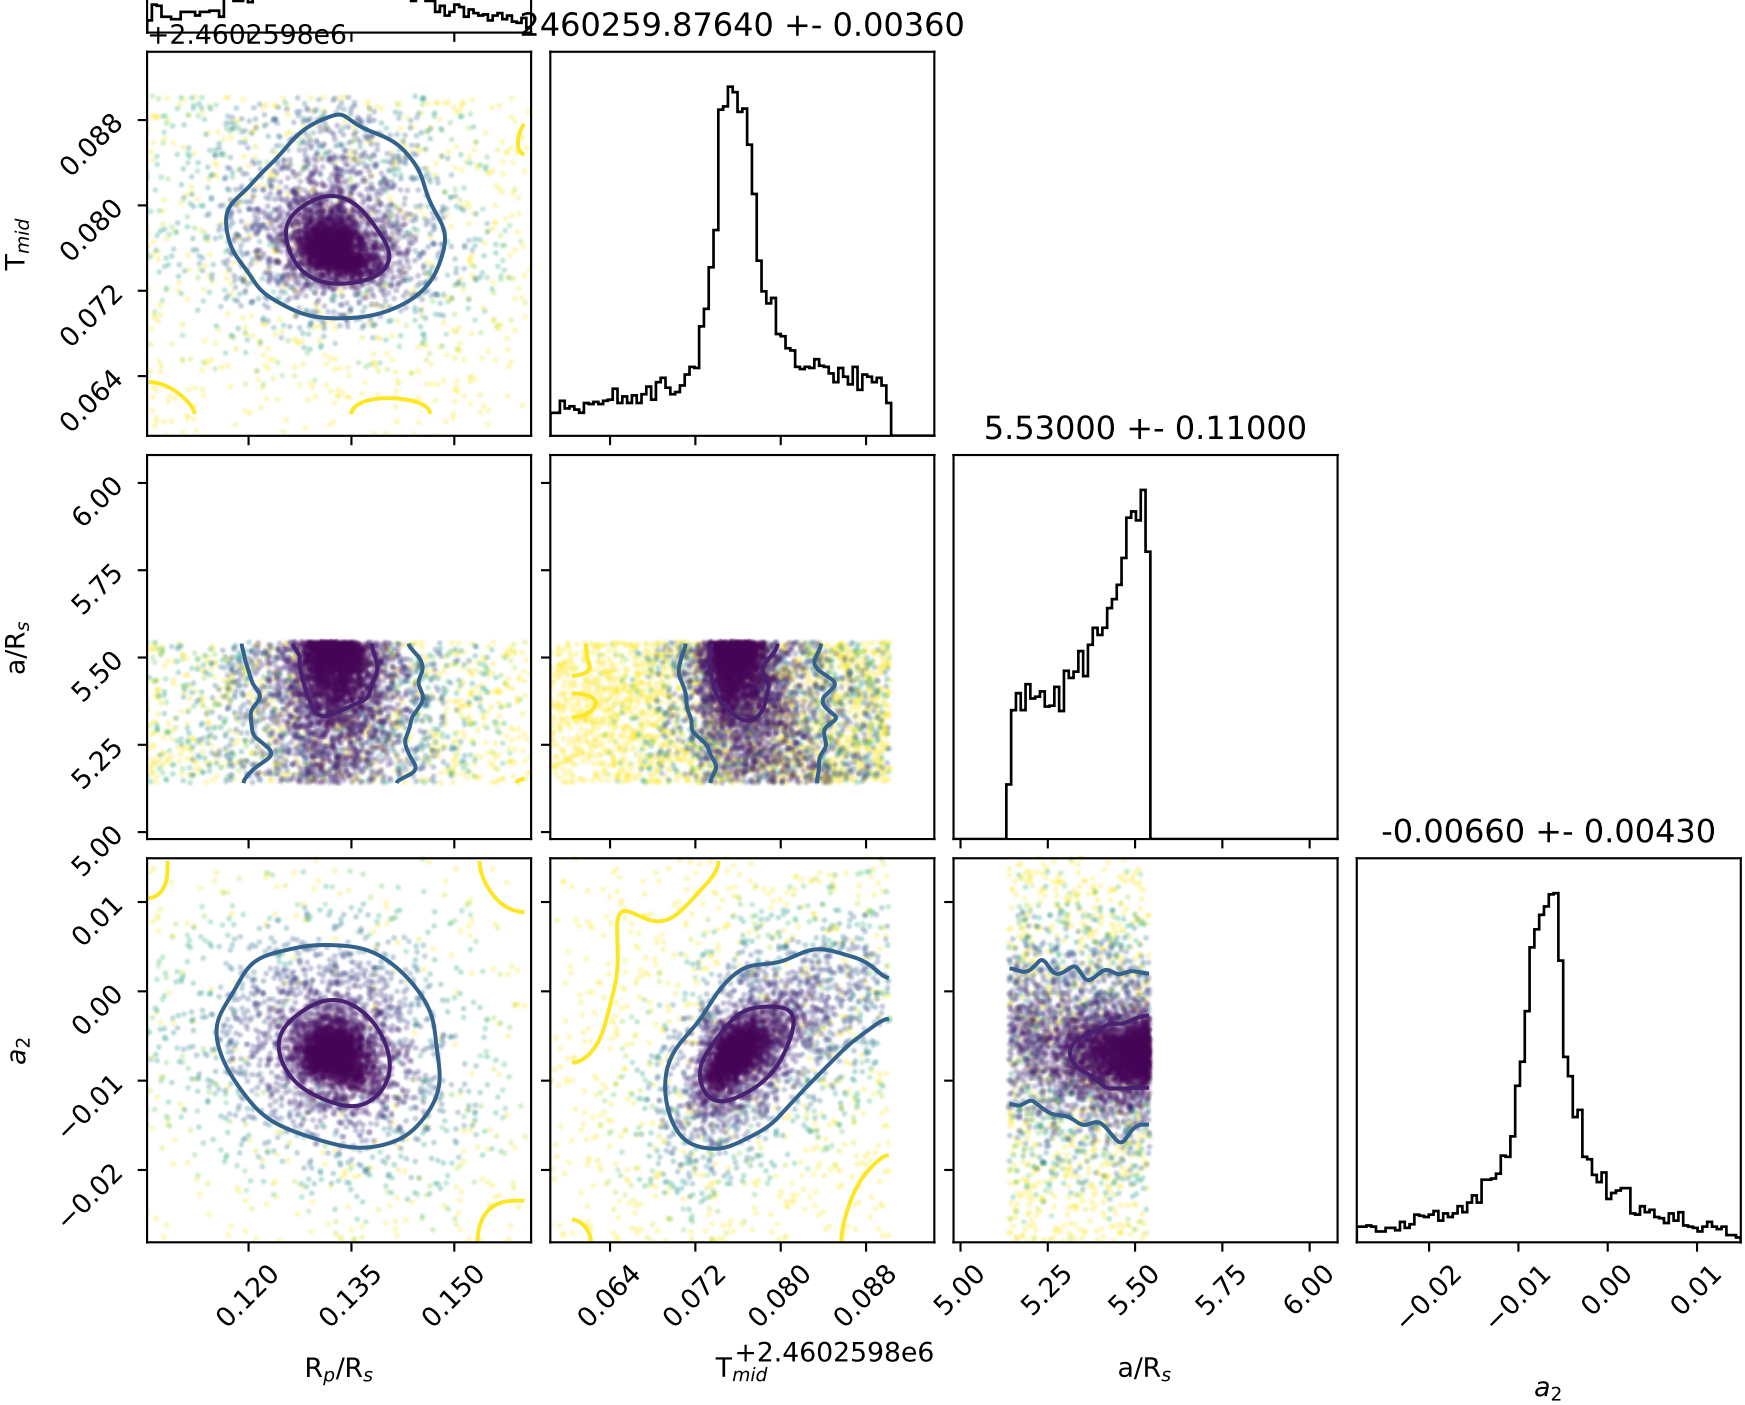 +2.4602598e6
2460259.87640 +- 0.00360
0.088
0.080
0.072
0.064
Tmid
5.53000 +- 0.11000
6.00
5.75
5.50
5.25
5.00
a/Rs
-0.00660 +- 0.00430
0.01
0.00
−0.01
−0.02
a2
0.120 0.135 0.150 0.064 0.072 0.080 0.088 5.00 5.25 5.50 5.75 6.00 −0.02 −0.01 0.00 0.01
+2.4602598e6
Rp/Rs Tmid a/Rs a2